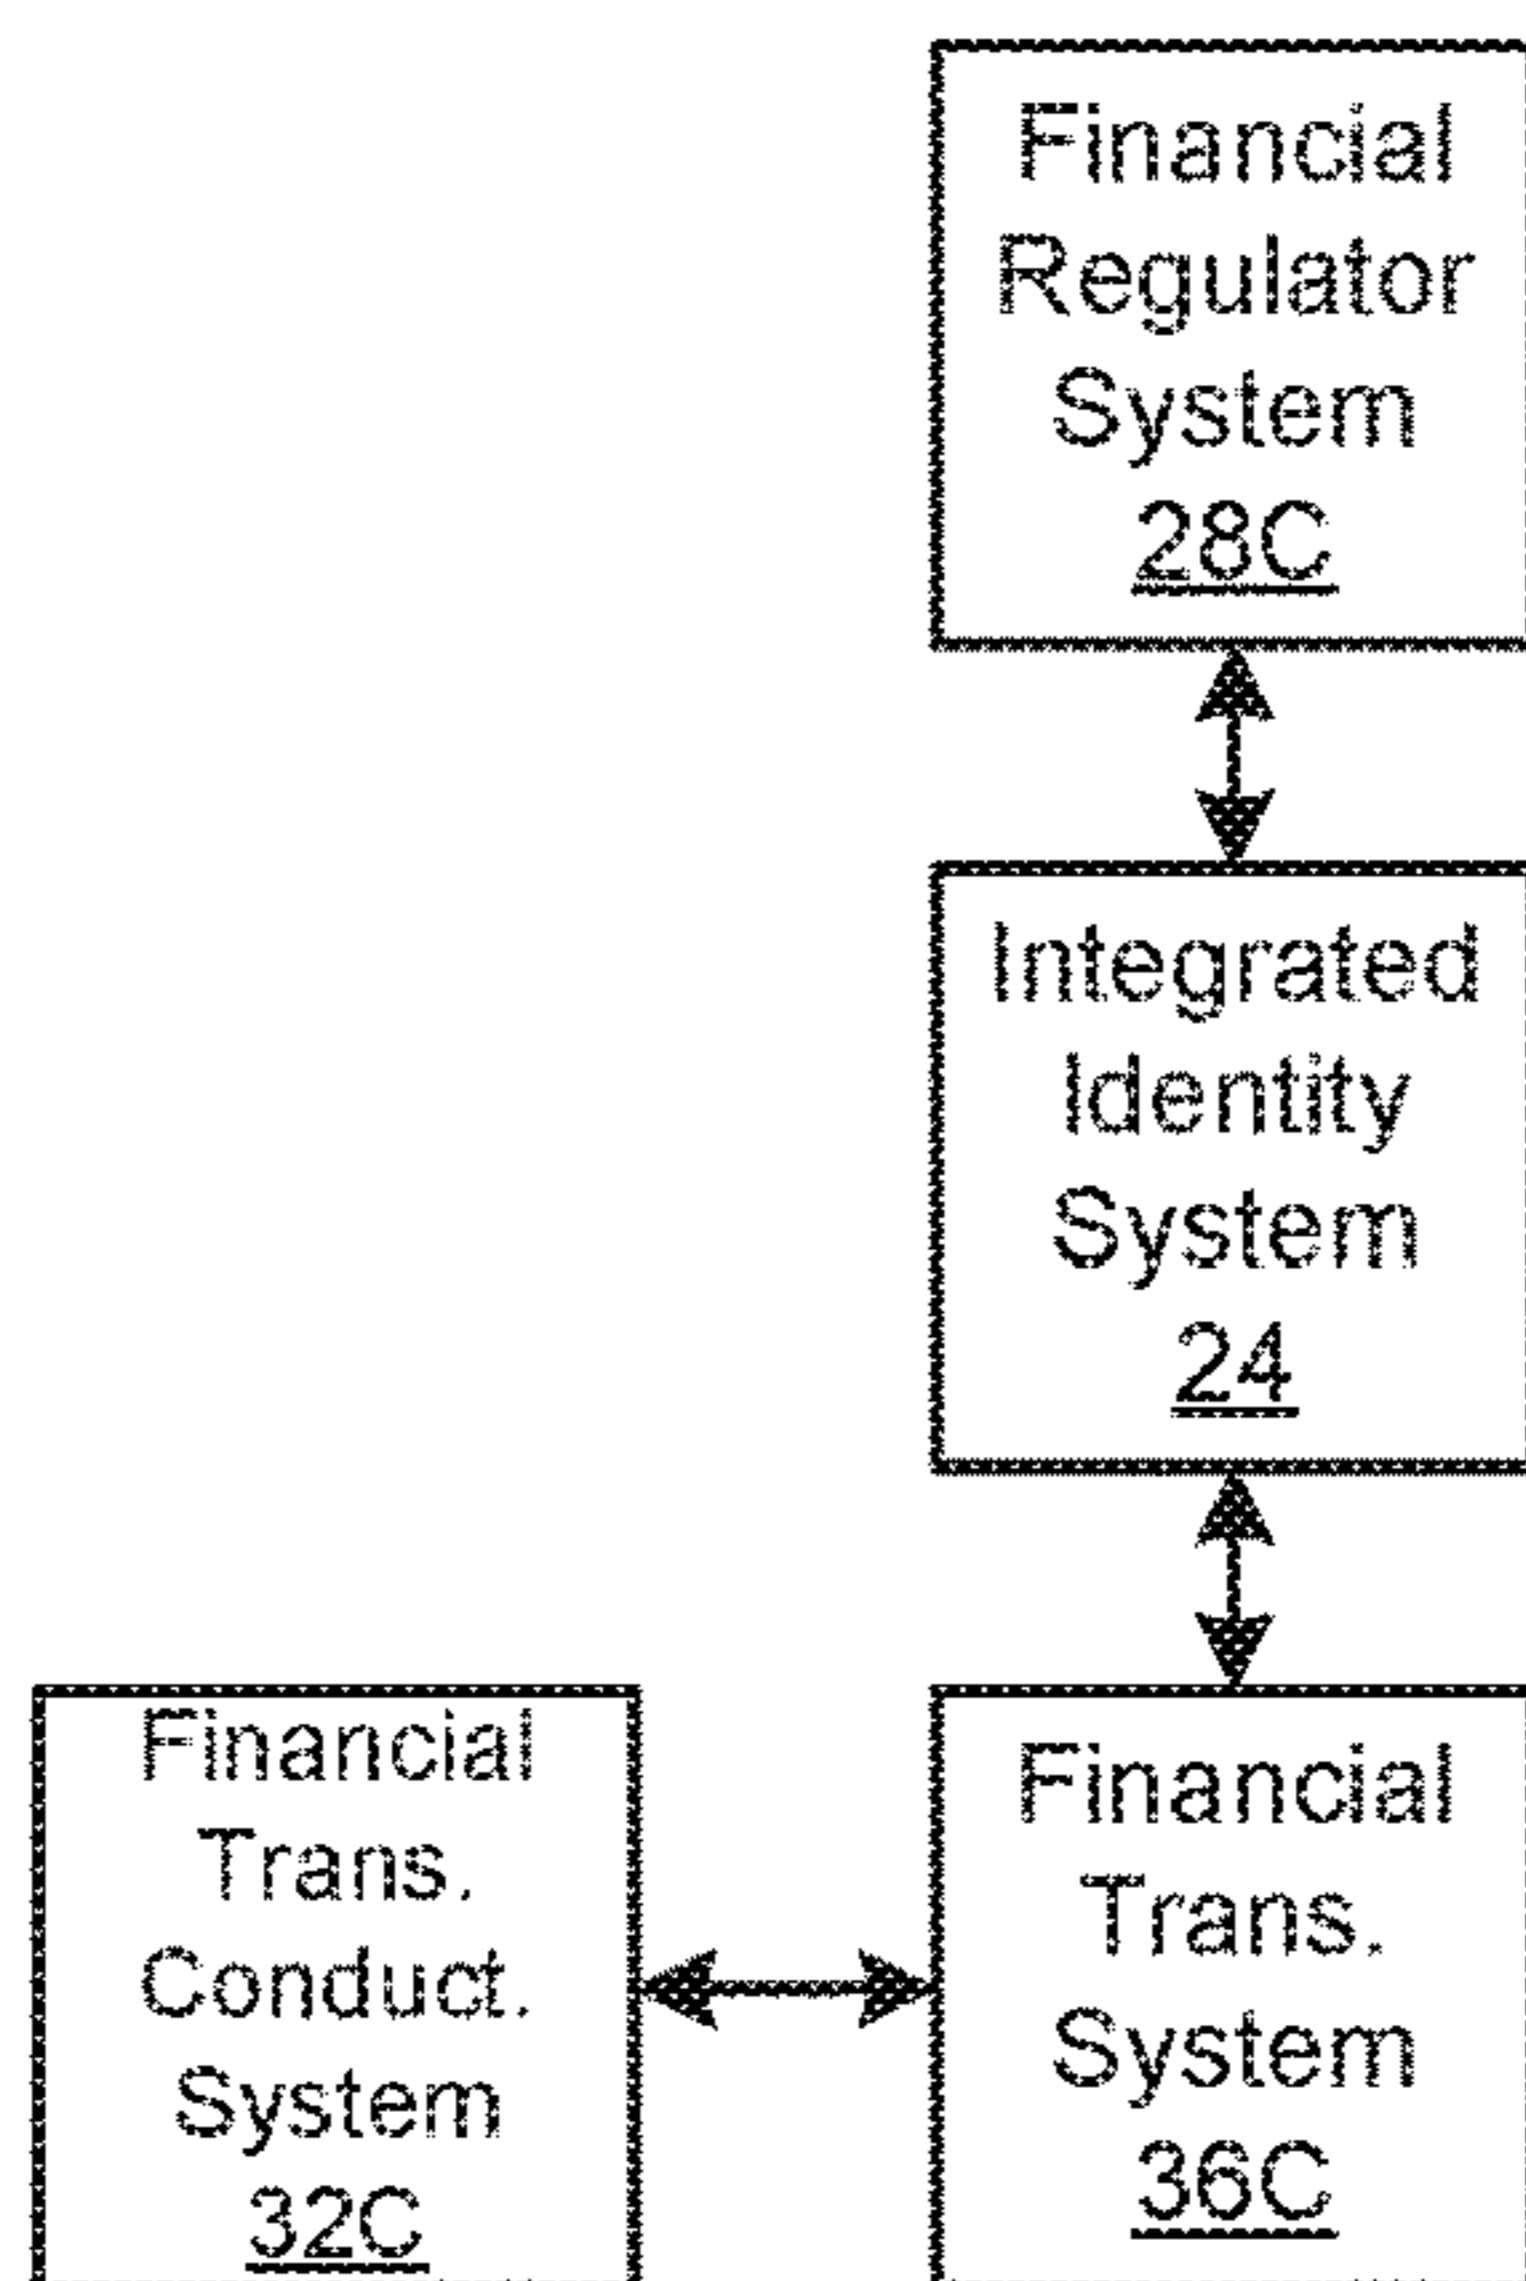 Financial
Regulator
System
28C
Integrated
Identity
System
24
Financial
Trans.
Conduct.
System
32C
Financial
Trans.
System
36C